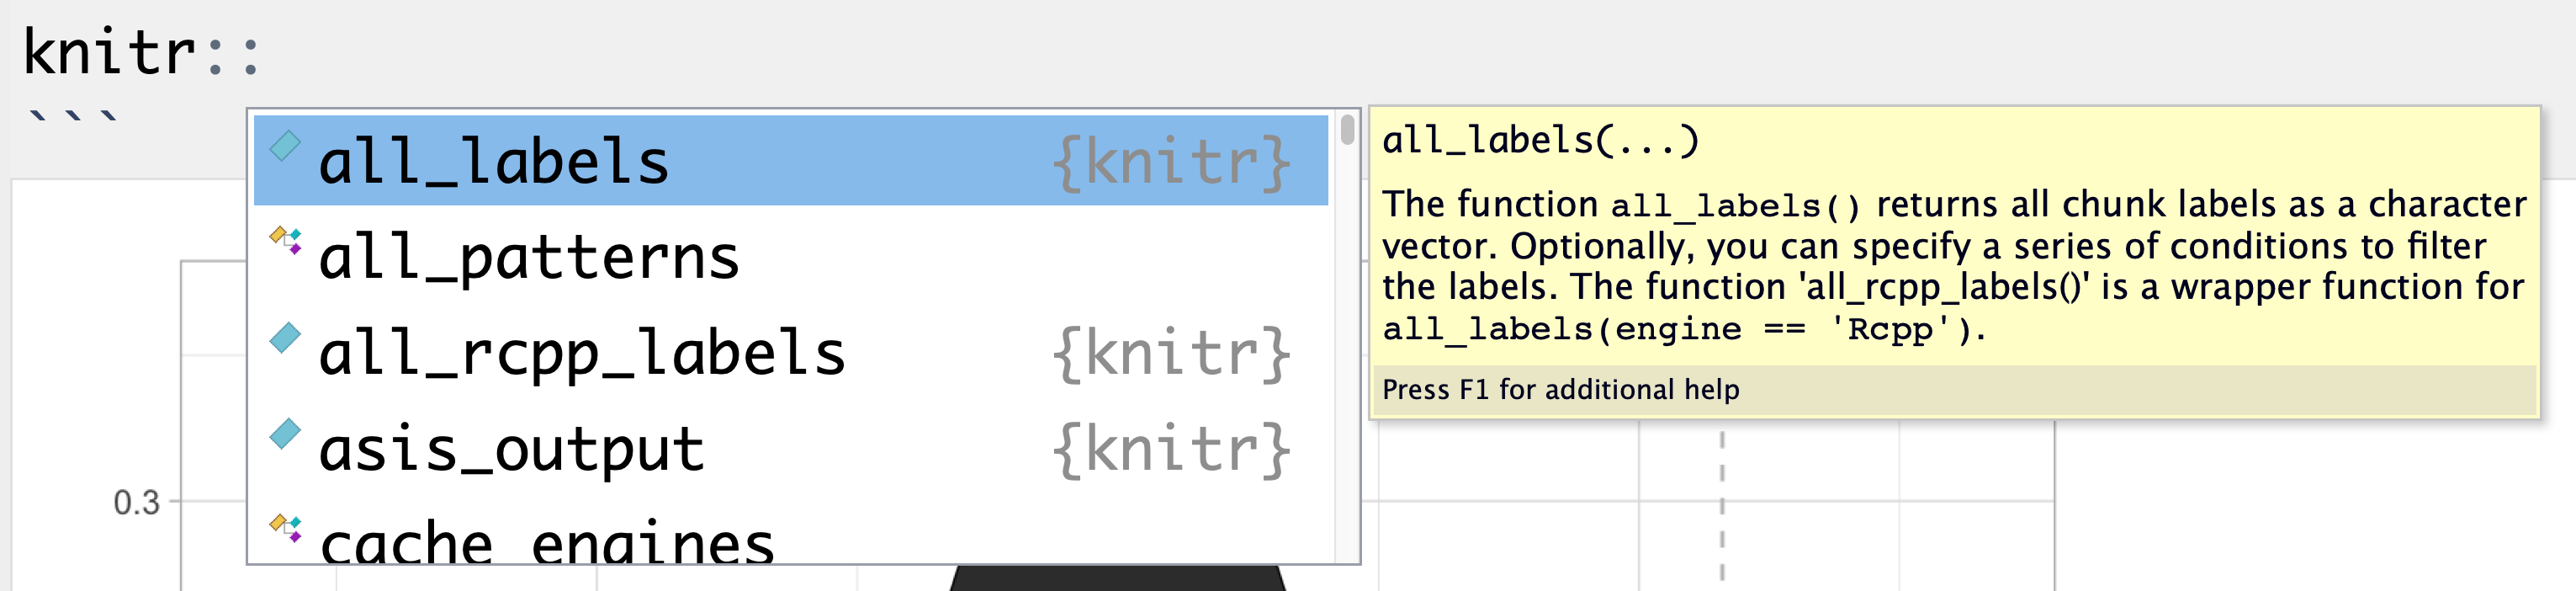 knitr::
```
all_labels {knitr}
all_patterns
all_rcpp_labels {knitr}
asis_output {knitr}
cache_engines
all_labels(...)
The function all_labels() returns all chunk labels as a character
vector. Optionally, you can specify a series of conditions to filter
the labels. The function 'all_rcpp_labels()' is a wrapper function for
all_labels(engine == 'Rcpp').
Press F1 for additional help
0.3